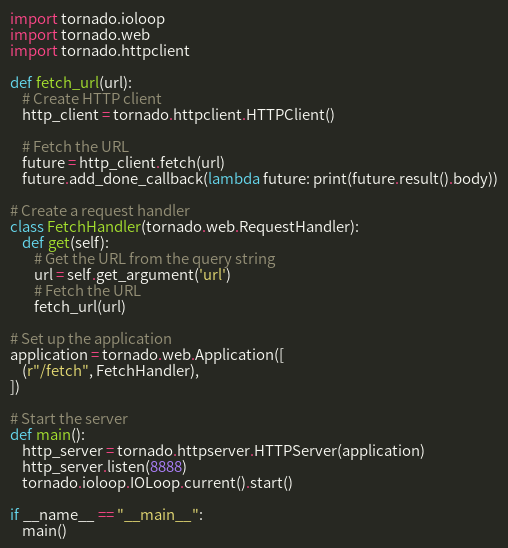 import tornado.ioloop
import tornado.web
import tornado.httpclient

def fetch_url(url):
    # Create HTTP client
    http_client = tornado.httpclient.HTTPClient()

    # Fetch the URL
    future = http_client.fetch(url)
    future.add_done_callback(lambda future: print(future.result().body))

# Create a request handler
class FetchHandler(tornado.web.RequestHandler):
    def get(self):
        # Get the URL from the query string
        url = self.get_argument('url')
        # Fetch the URL
        fetch_url(url)

# Set up the application
application = tornado.web.Application([
    (r"/fetch", FetchHandler),
])

# Start the server
def main():
    http_server = tornado.httpserver.HTTPServer(application)
    http_server.listen(8888)
    tornado.ioloop.IOLoop.current().start()

if __name__ == "__main__":
    main()